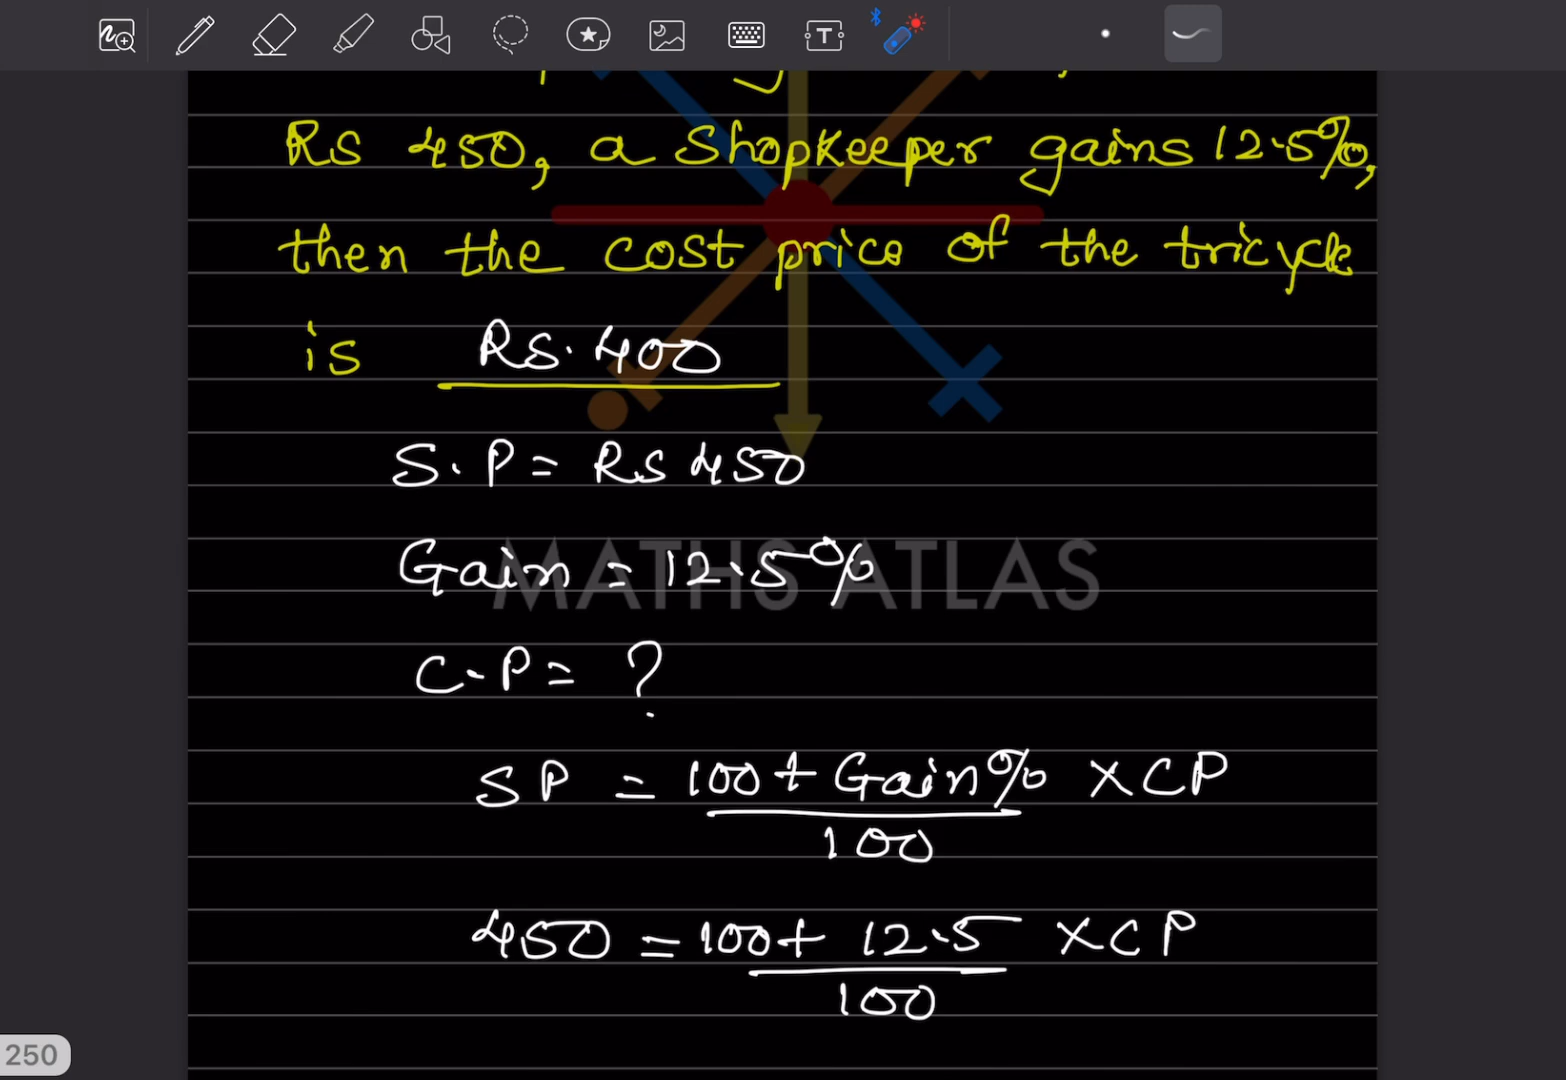 Rs 450, a Shopkeeper gains 12.5%,
then the cost price of the tricycle
is Rs. 400
S.P = Rs 450
Gain = 12.5%
MATHS ATLAS
C.P = ?
SP = 100 + Gain% × CP
100
450 = 100 + 12.5 × CP
100
250